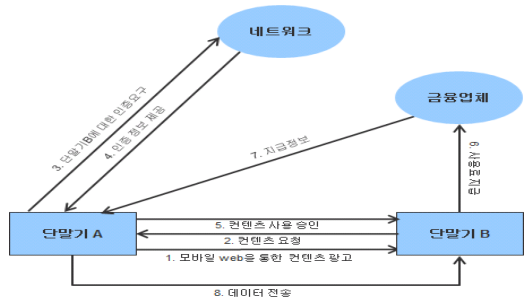 네트워크
금융업체
3. 단말기B에 대한 인증요구
4. 인증 정보 제공
7. 지급정보
6. 사용료 지급
단말기 A
5. 컨텐츠 사용 승인
2. 컨텐츠 요청
1. 모바일 web을 통한 컨텐츠 광고
단말기 B
8. 데이터 전송